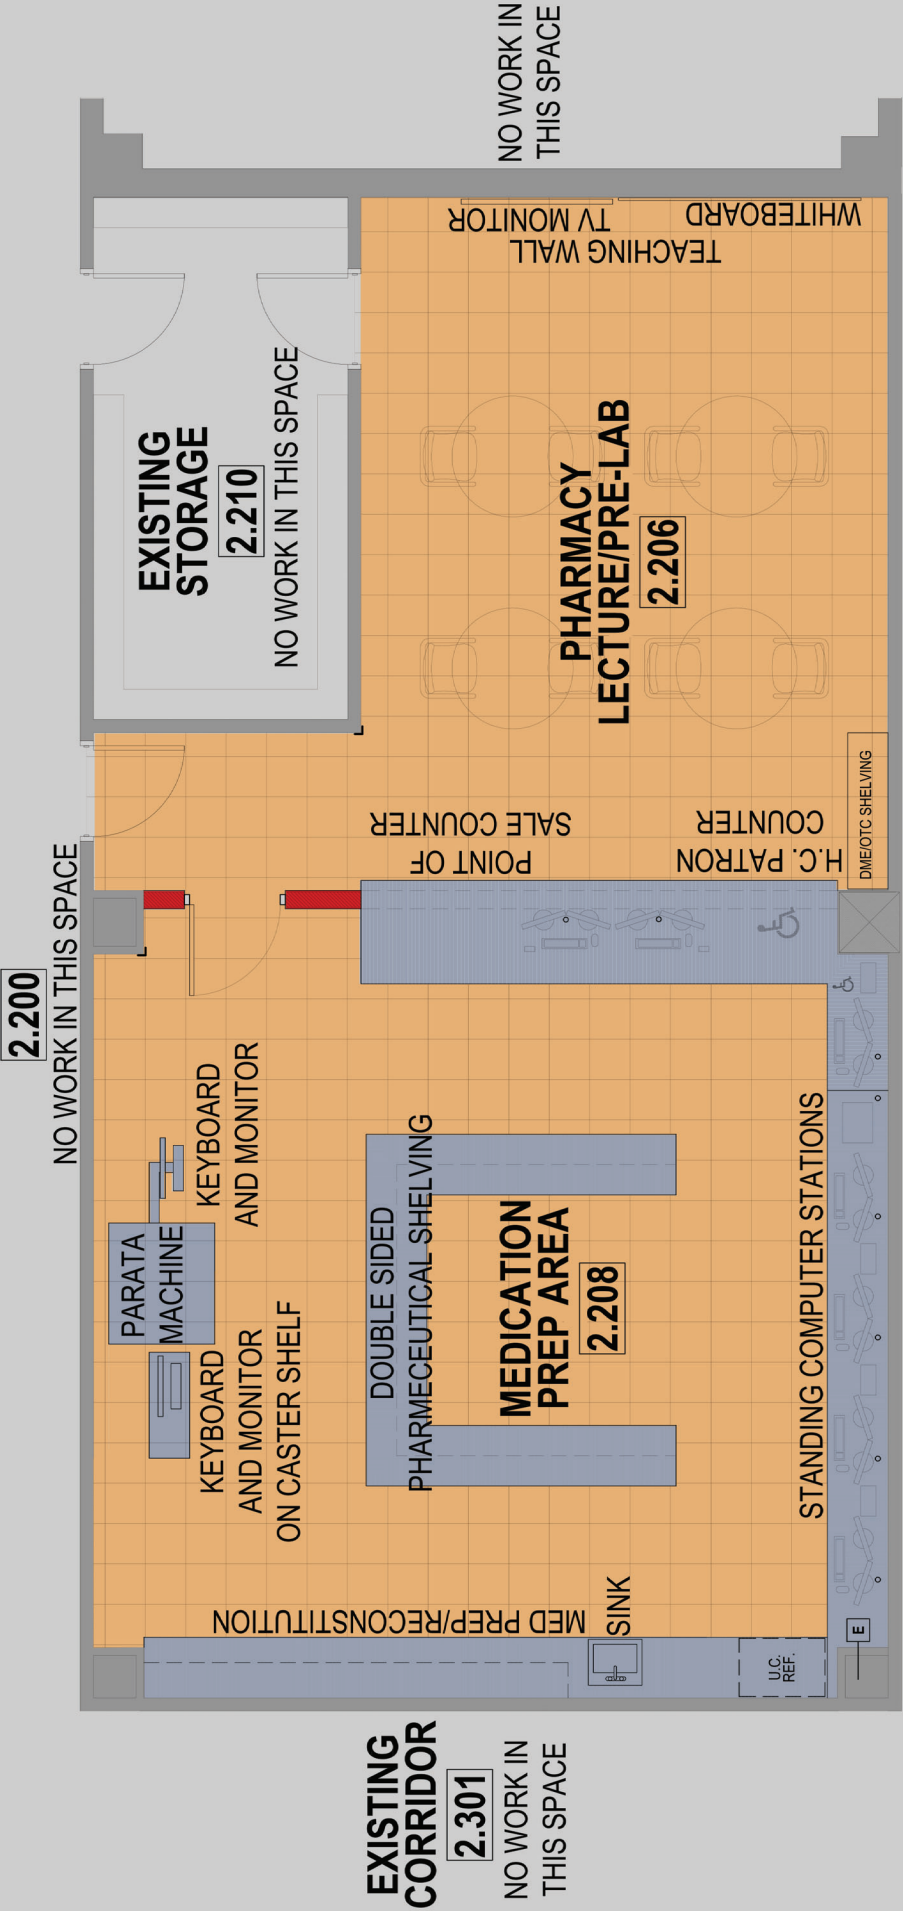 NO WORK IN
THIS SPACE
TV MONITOR
WHITEBOARD
TEACHING WALL
EXISTING
STORAGE
2.210
NO WORK IN THIS SPACE
PHARMACY
LECTURE/PRE-LAB
2.206
2.200
NO WORK IN THIS SPACE
POINT OF
SALE COUNTER
H.C. PATRON
COUNTER
DME/OTC SHELVING
KEYBOARD
AND MONITOR
PARATA
MACHINE
KEYBOARD
AND MONITOR
ON CASTER SHELF
DOUBLE SIDED
PHARMECEUTICAL SHELVING
MEDICATION
PREP AREA
2.208
STANDING COMPUTER STATIONS
MED PREP/RECONSTITUTION
SINK
U.C.
REF.
E
EXISTING
CORRIDOR
2.301
NO WORK IN
THIS SPACE